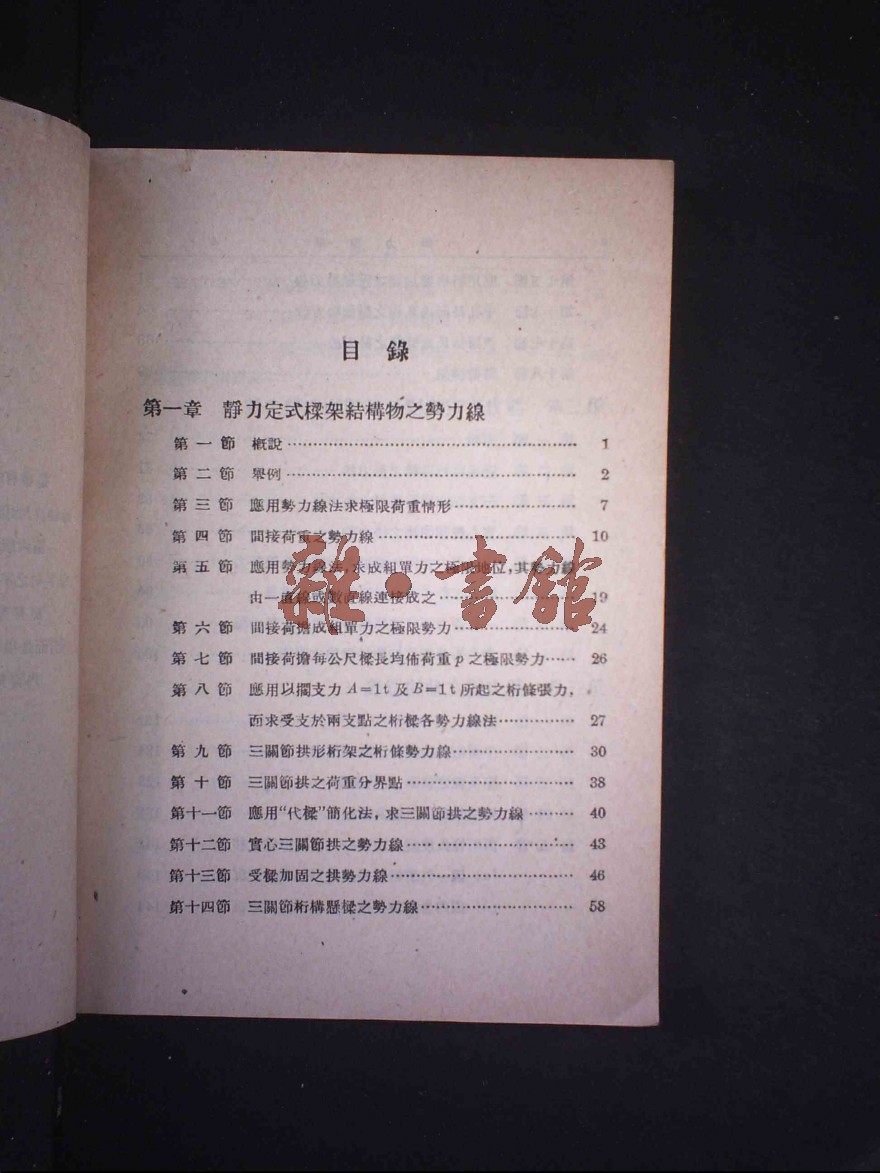 目錄
第一章 靜力定式樑架結構物之勢力線
第一節 概說 1
第二節 舉例 2
第三節 應用勢力線法求極限荷重情形 7
第四節 間接荷重之勢力線 10
第五節 應用勢力線法,求成組單力之極限地位,其勢力線
由一直線或數直線連接成之 19
第六節 間接荷擔成組單力之極限勢力 24
第七節 間接荷擔每公尺樑長均佈荷重p之極限勢力 26
第八節 應用以擱支力A=1t及B=1t所起之桁條張力,
而求受支於兩支點之桁樑各勢力線法 27
第九節 三關節拱形桁架之桁條勢力線 30
第十節 三關節拱之荷重分界點 38
第十一節 應用“代樑”簡化法,求三關節拱之勢力線 40
第十二節 實心三關節拱之勢力線 43
第十三節 受樑加固之拱勢力線 46
第十四節 三關節桁構懸樑之勢力線 58
雜·書館